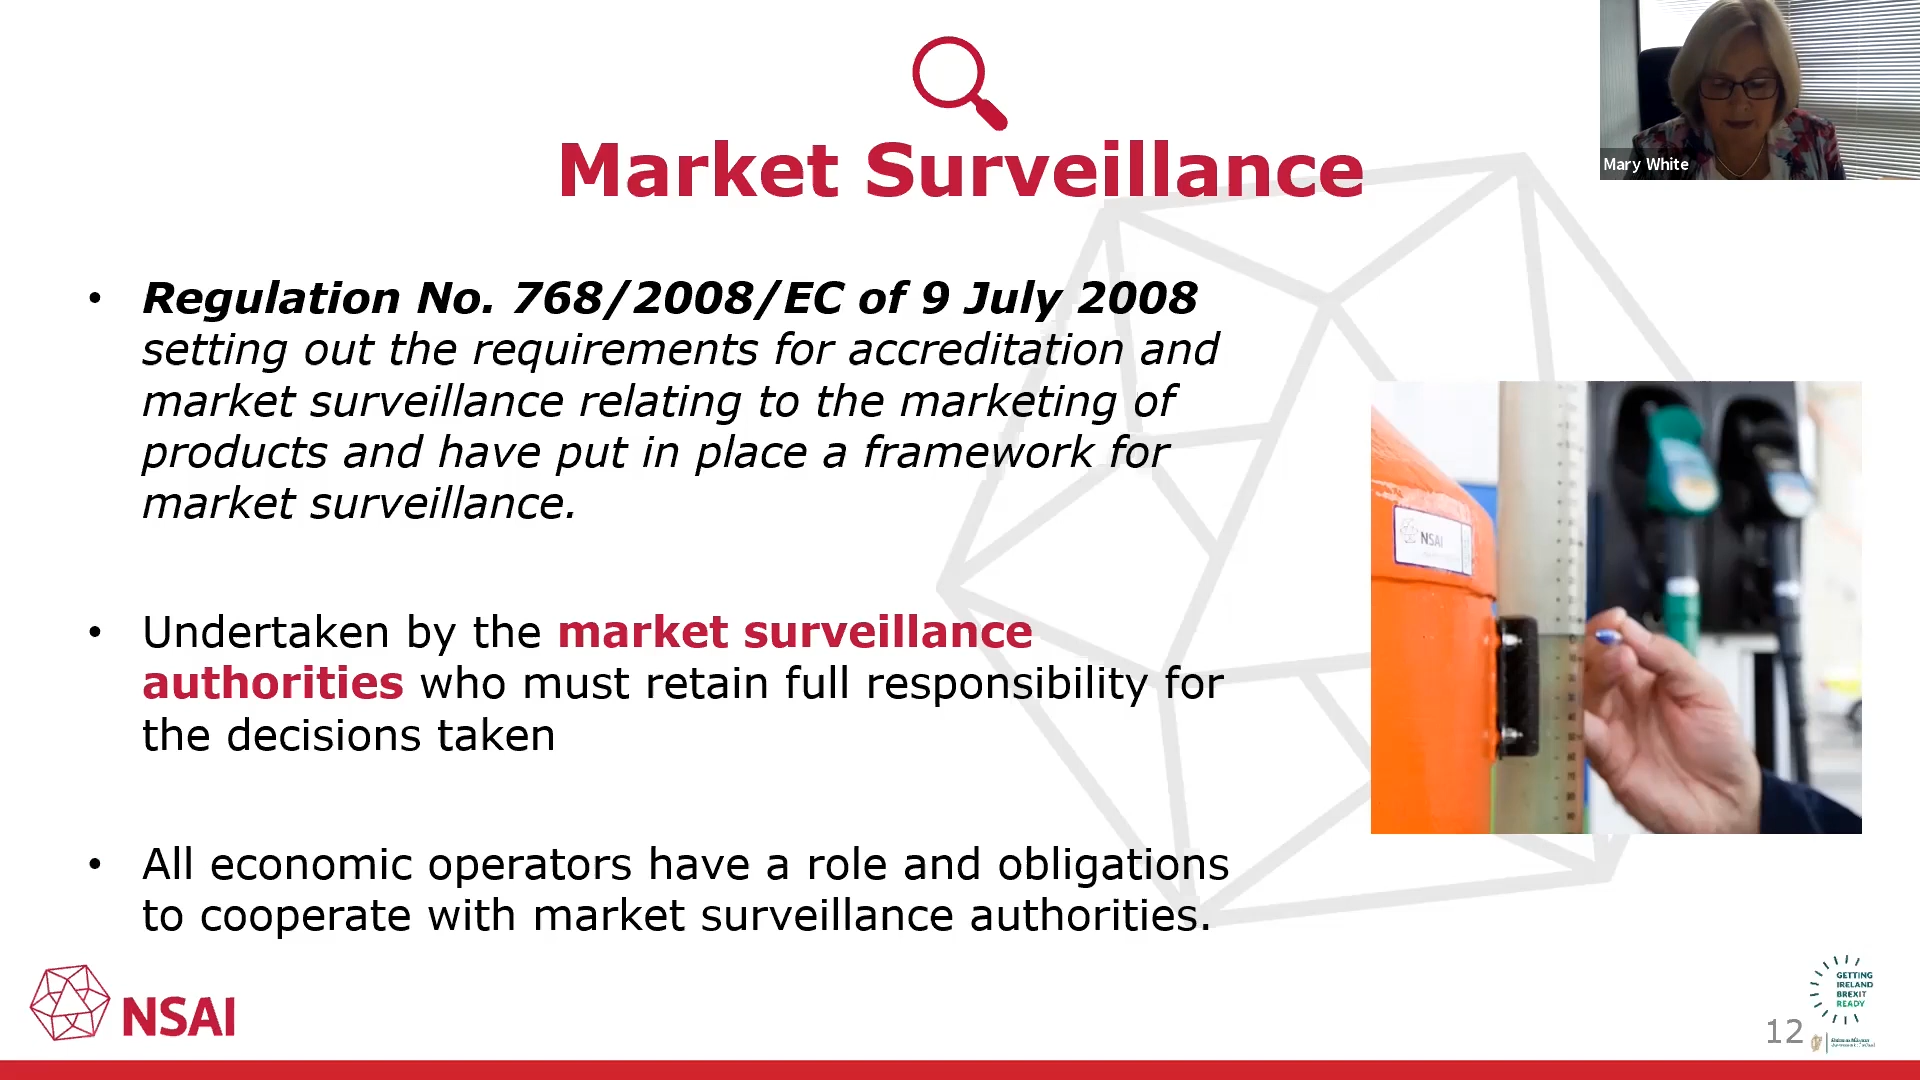 Mary White
Market Surveillance
• Regulation No. 768/2008/EC of 9 July 2008
setting out the requirements for accreditation and
market surveillance relating to the marketing of
products and have put in place a framework for
market surveillance.
• Undertaken by the market surveillance
authorities who must retain full responsibility for
the decisions taken
• All economic operators have a role and obligations
to cooperate with market surveillance authorities.
NSAI
NSAI
GETTING
IRELAND
BREXIT
READY
12